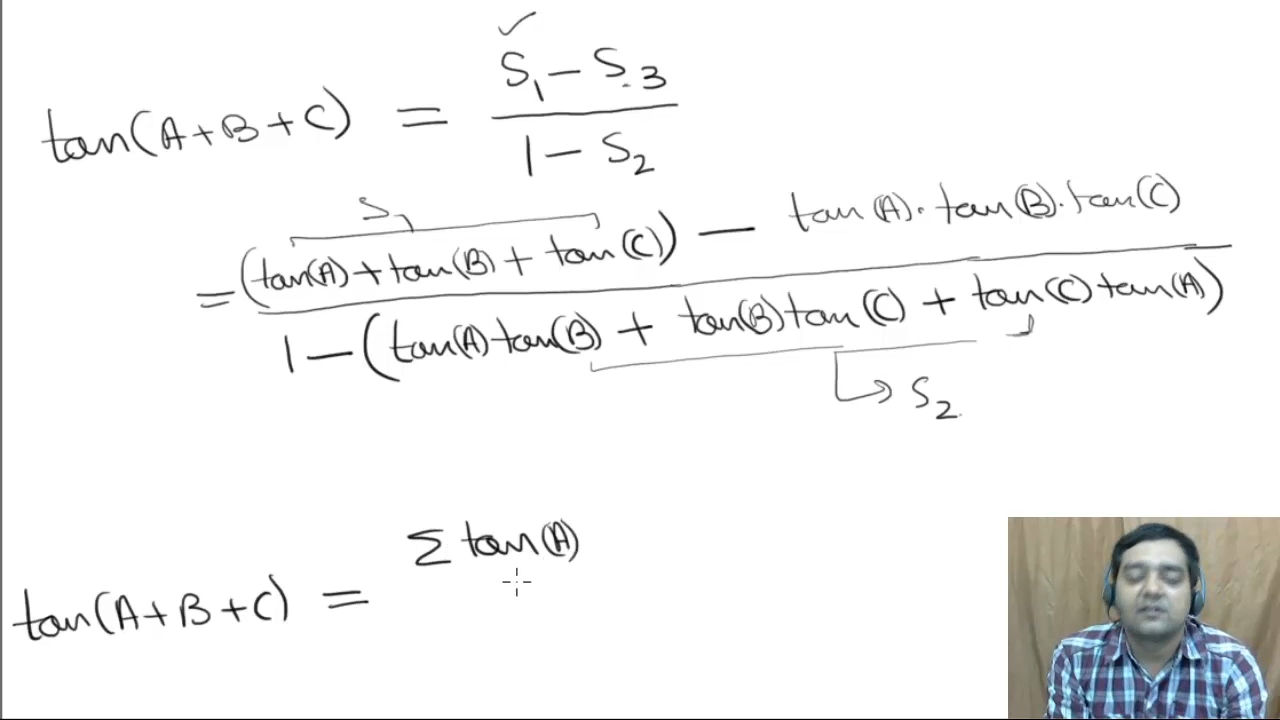 tan(A+B+C) = S₁ − S₃ / 1 − S₂
S₁
= (tan(A) + tan(B) + tan(C)) − tan(A)·tan(B)·tan(C) / 1 − (tan(A)tan(B) + tan(B)tan(C) + tan(C)tan(A))
S₂
tan(A+B+C) = Σ tan(A)